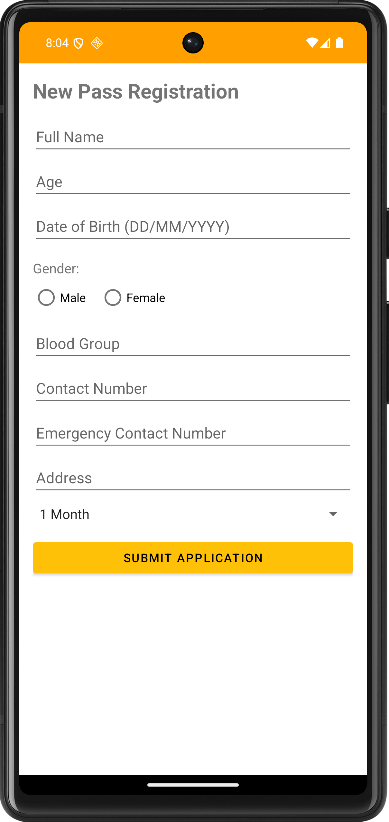 8:04
New Pass Registration
Full Name
Age
Date of Birth (DD/MM/YYYY)
Gender:
Male Female
Blood Group
Contact Number
Emergency Contact Number
Address
1 Month
SUBMIT APPLICATION